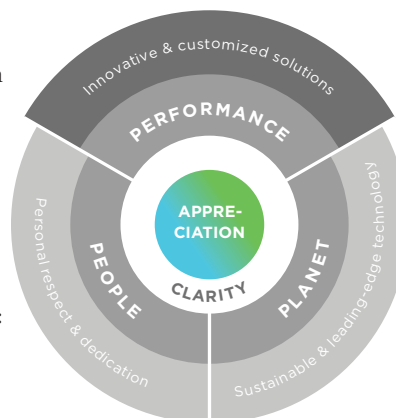 Innovative & customized solutions
PERFORMANCE
APPRE-
CIATION
CLARITY
PEOPLE
PLANET
Personal respect & dedication
Sustainable & leading-edge technology